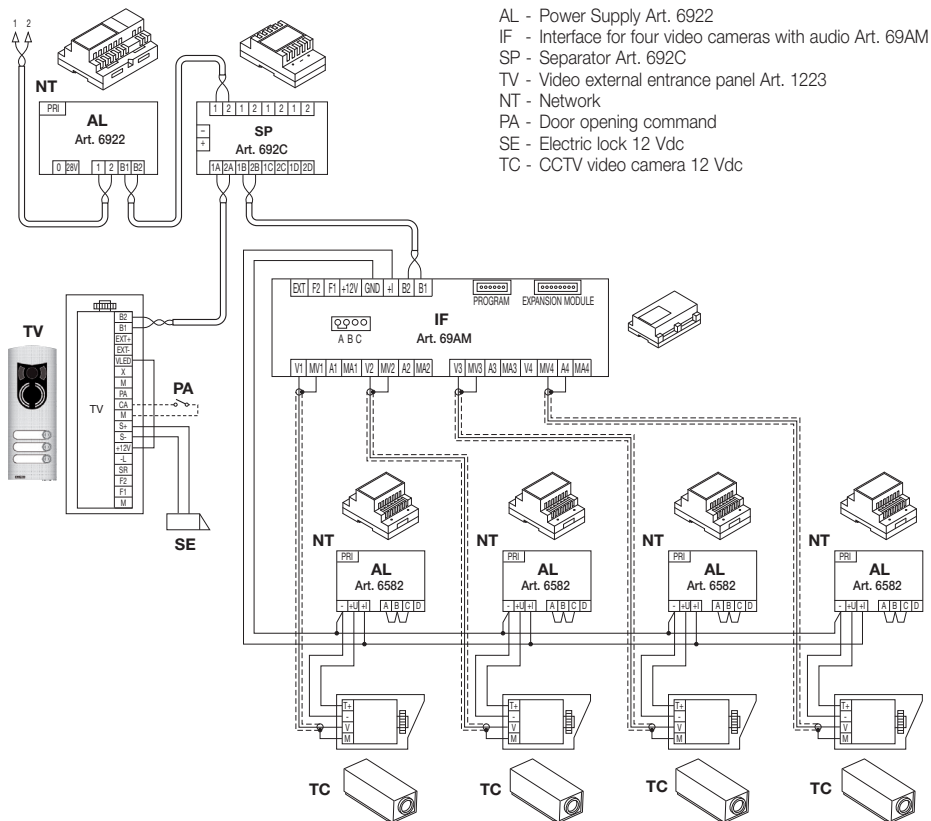 AL - Power Supply Art. 6922
IF - Interface for four video cameras with audio Art. 69AM
SP - Separator Art. 692C
TV - Video external entrance panel Art. 1223
NT - Network
PA - Door opening command
SE - Electric lock 12 Vdc
TC - CCTV video camera 12 Vdc
1 2
NT
PRI
AL
Art. 6922
0 28V 1 2 B1 B2
1 2 1 2 1 2 1 2
SP
- +
Art. 692C
1A 2A 1B 2B 1C 2C 1D 2D
EXT F2 F1 +12V GND +I B2 B1
PROGRAM EXPANSION MODULE
A B C
IF
Art. 69AM
V1 MV1 A1 MA1 V2 MV2 A2 MA2 V3 MV3 A3 MA3 V4 MV4 A4 MA4
TV
TV
B2
B1
EXT+
EXT-
VLED
X
M
PA
CA
M
S+
S-
+12V
-L
SR
F2
F1
M
PA
SE
NT
PRI
AL
Art. 6582
- +U +I A B C D
NT
PRI
AL
Art. 6582
- +U +I A B C D
NT
PRI
AL
Art. 6582
- +U +I A B C D
NT
PRI
AL
Art. 6582
- +U +I A B C D
T+
-
V
M
T+
-
V
M
T+
-
V
M
T+
-
V
M
TC
TC
TC
TC